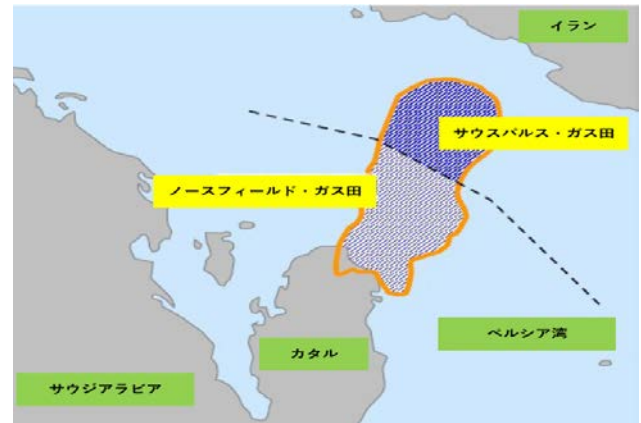 イラン
サウスパルス・ガス田
ノースフィールド・ガス田
ペルシア湾
カタル
サウジアラビア